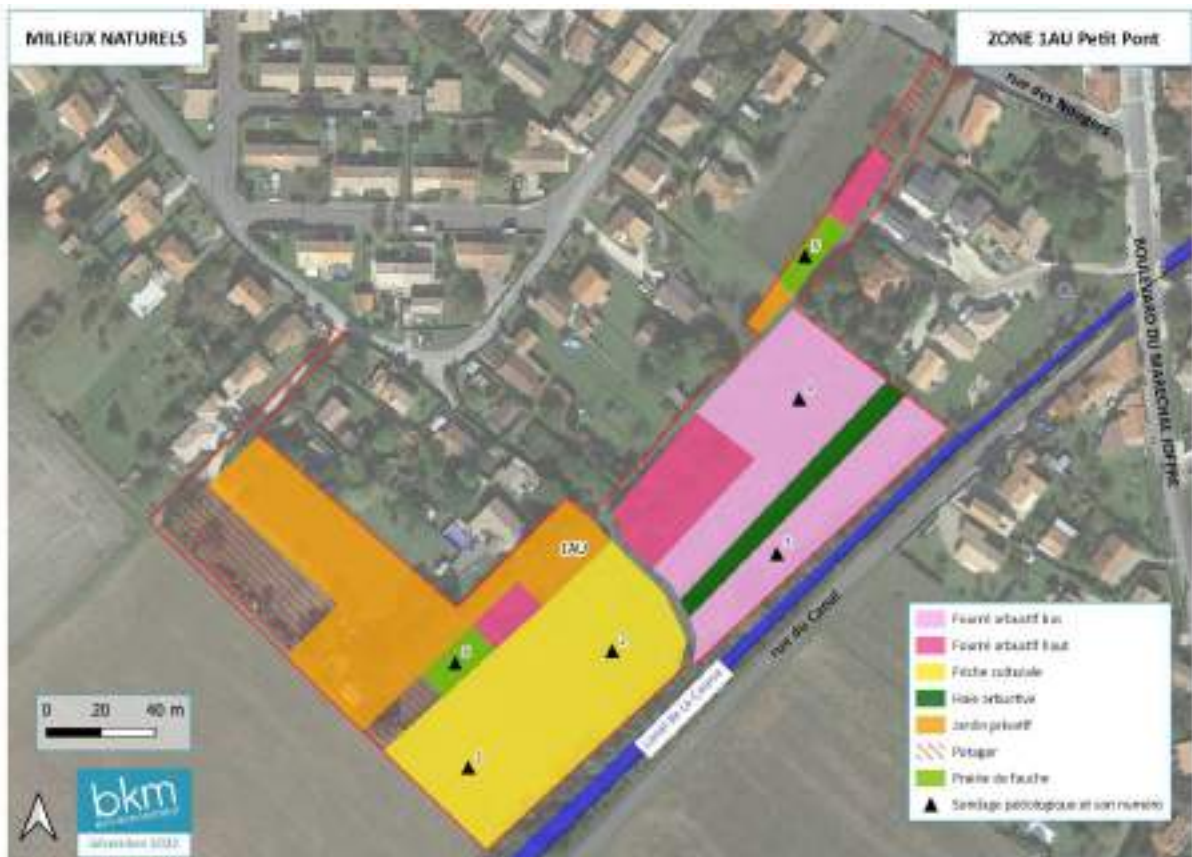 MILIEUX NATURELS
ZONE 1AU Petit Pont
rue des
BOULEVARD DU MARECHAL JOFFRE
1AU
2
rue du Canal
Canal de La
Fourré arbustif bas
Fourré arbustif haut
Friche culturale
Haie arbustive
Jardin privatif
Potager
Prairie de fauche
Sondage pédologique et son numéro
0 20 40 m
bkm